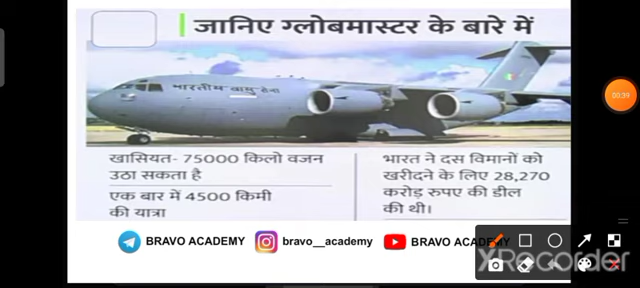 जानिए ग्लोबमास्टर के बारे में
भारतीय वायु सेना
00:39
खासियत- 75000 किलो वजन
उठा सकता है
एक बार में 4500 किमी
की यात्रा
भारत ने दस विमानों को
खरीदने के लिए 28,270
करोड़ रुपए की डील
की थी।
BRAVO ACADEMY bravo__academy BRAVO ACADEMY
XRecorder